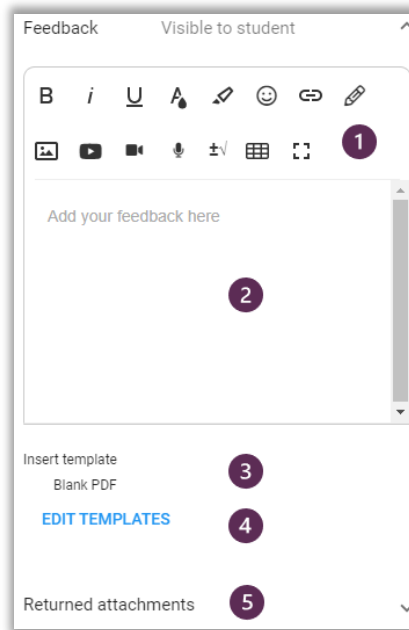 Feedback Visible to student
B i U A
±√ 1
Add your feedback here
2
Insert template 3
Blank PDF
EDIT TEMPLATES 4
Returned attachments 5